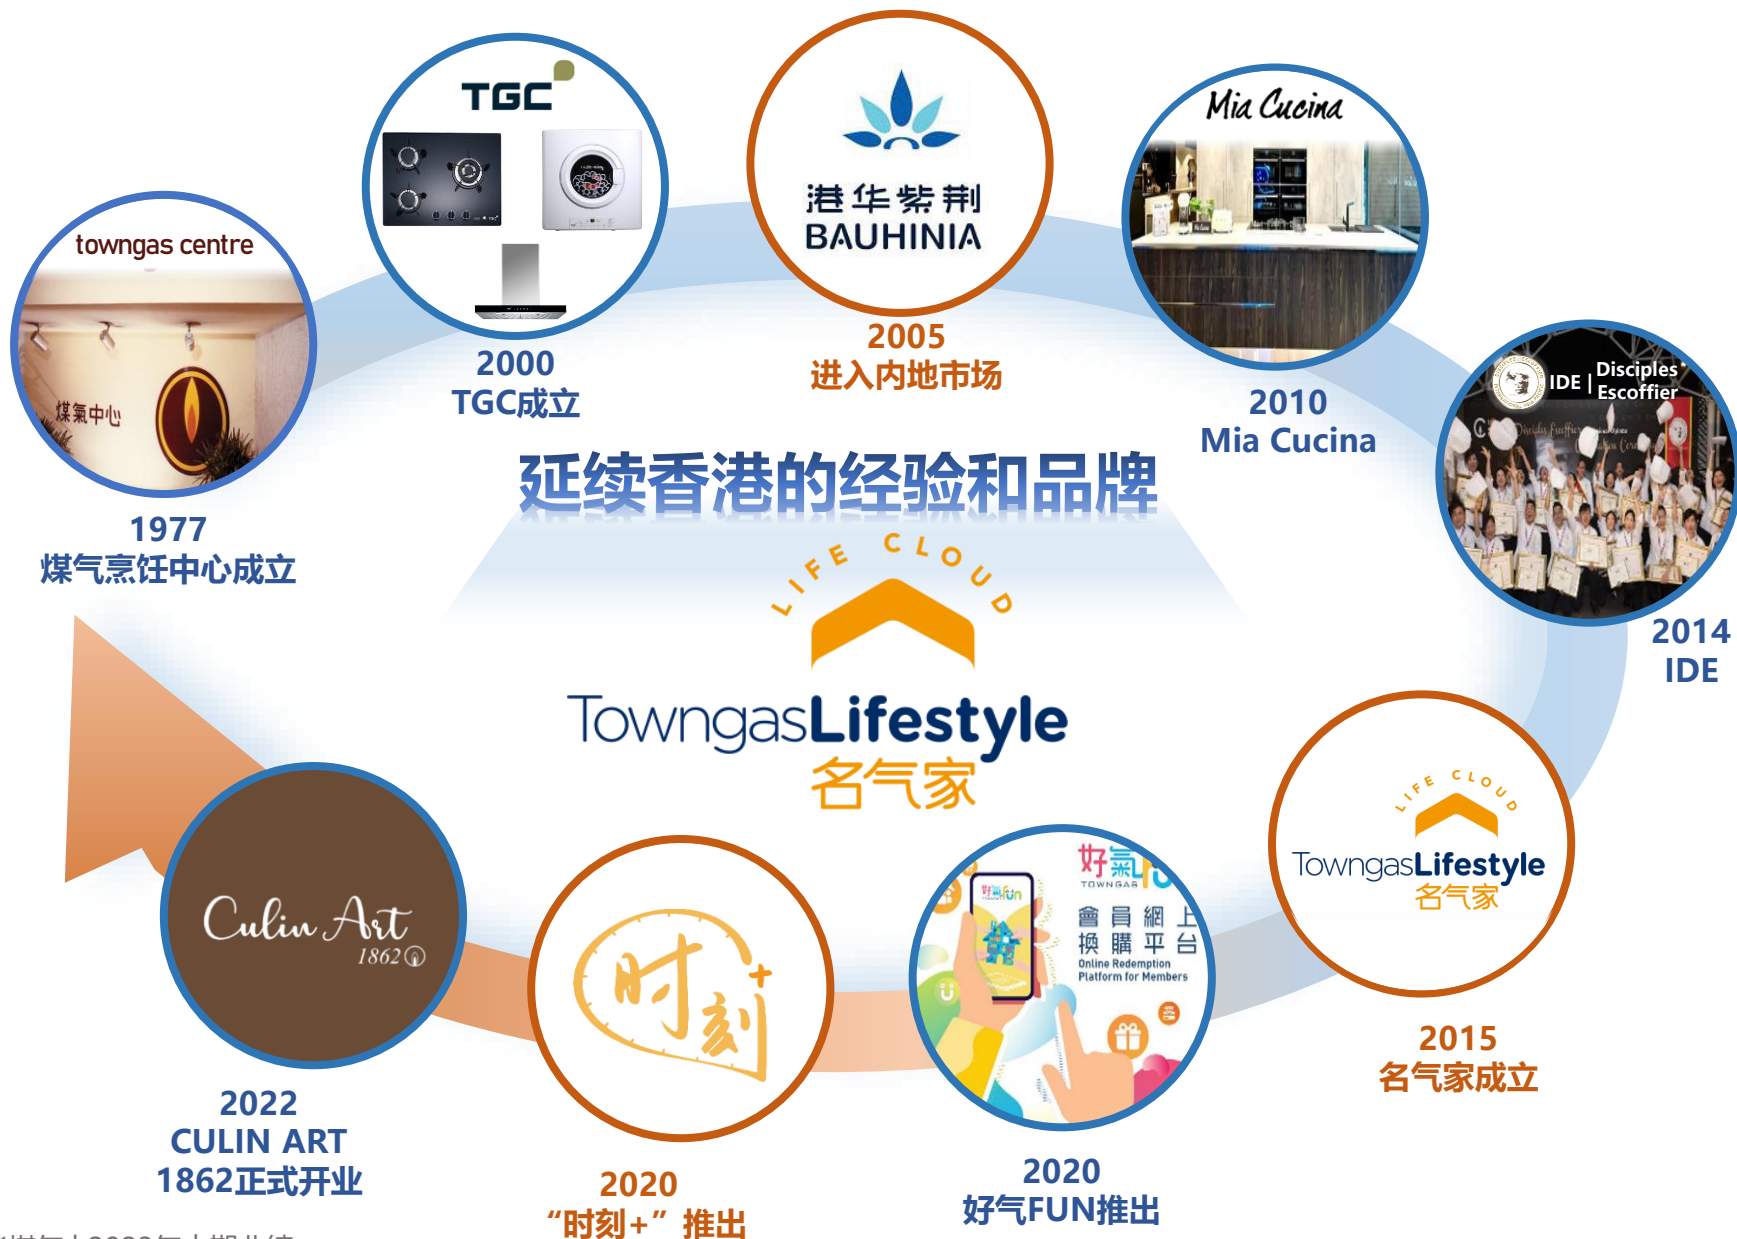 towngas centre
煤氣中心
1977
煤气烹饪中心成立
TGC
2000
TGC成立
港华紫荆
BAUHINIA
2005
进入内地市场
Mia Cucina
2010
Mia Cucina
IDE | Disciples
Escoffier
2014
IDE
延续香港的经验和品牌
LIFE CLOUD
TowngasLifestyle
名气家
LIFE CLOUD
TowngasLifestyle
名气家
2015
名气家成立
好氣FUN
TOWNGAS
會員網上
換購平台
Online Redemption
Platform for Members
好氣Fun
2020
好气FUN推出
时刻+
2020
“时刻+”推出
Culin Art
1862
2022
CULIN ART
1862正式开业